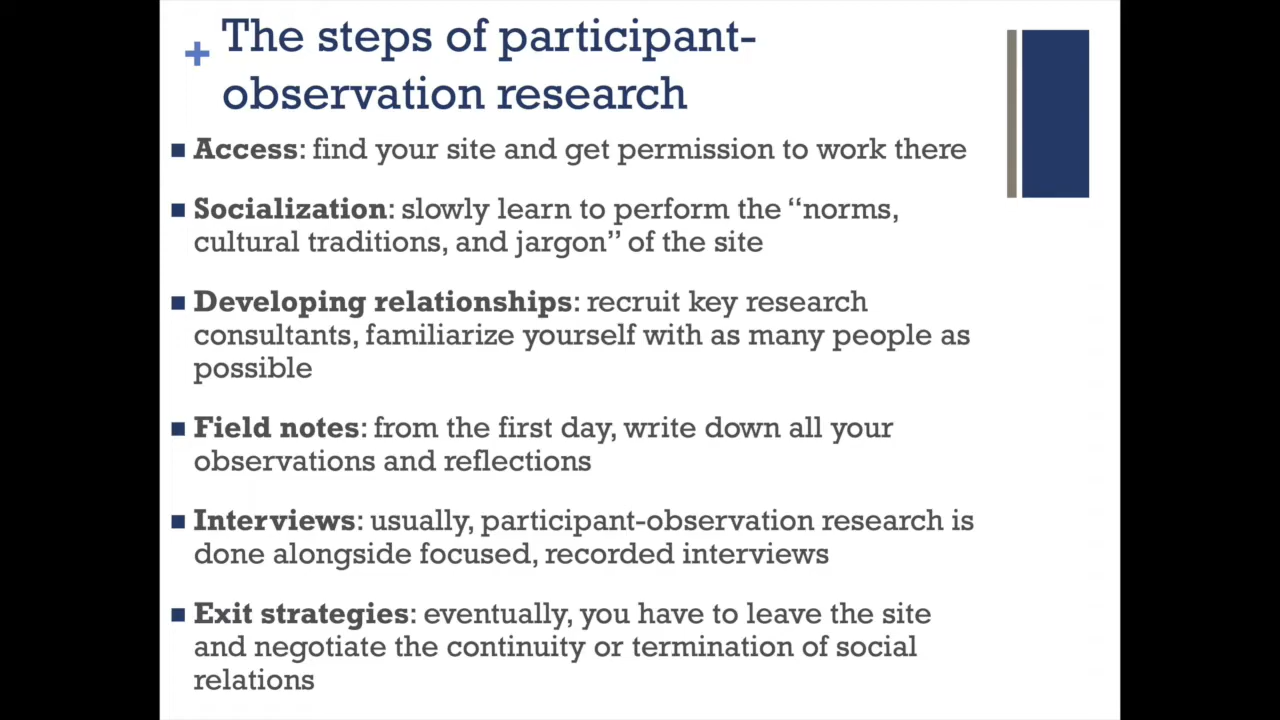 + The steps of participant-
observation research
■ Access: find your site and get permission to work there
■ Socialization: slowly learn to perform the “norms,
cultural traditions, and jargon” of the site
■ Developing relationships: recruit key research
consultants, familiarize yourself with as many people as
possible
■ Field notes: from the first day, write down all your
observations and reflections
■ Interviews: usually, participant-observation research is
done alongside focused, recorded interviews
■ Exit strategies: eventually, you have to leave the site
and negotiate the continuity or termination of social
relations